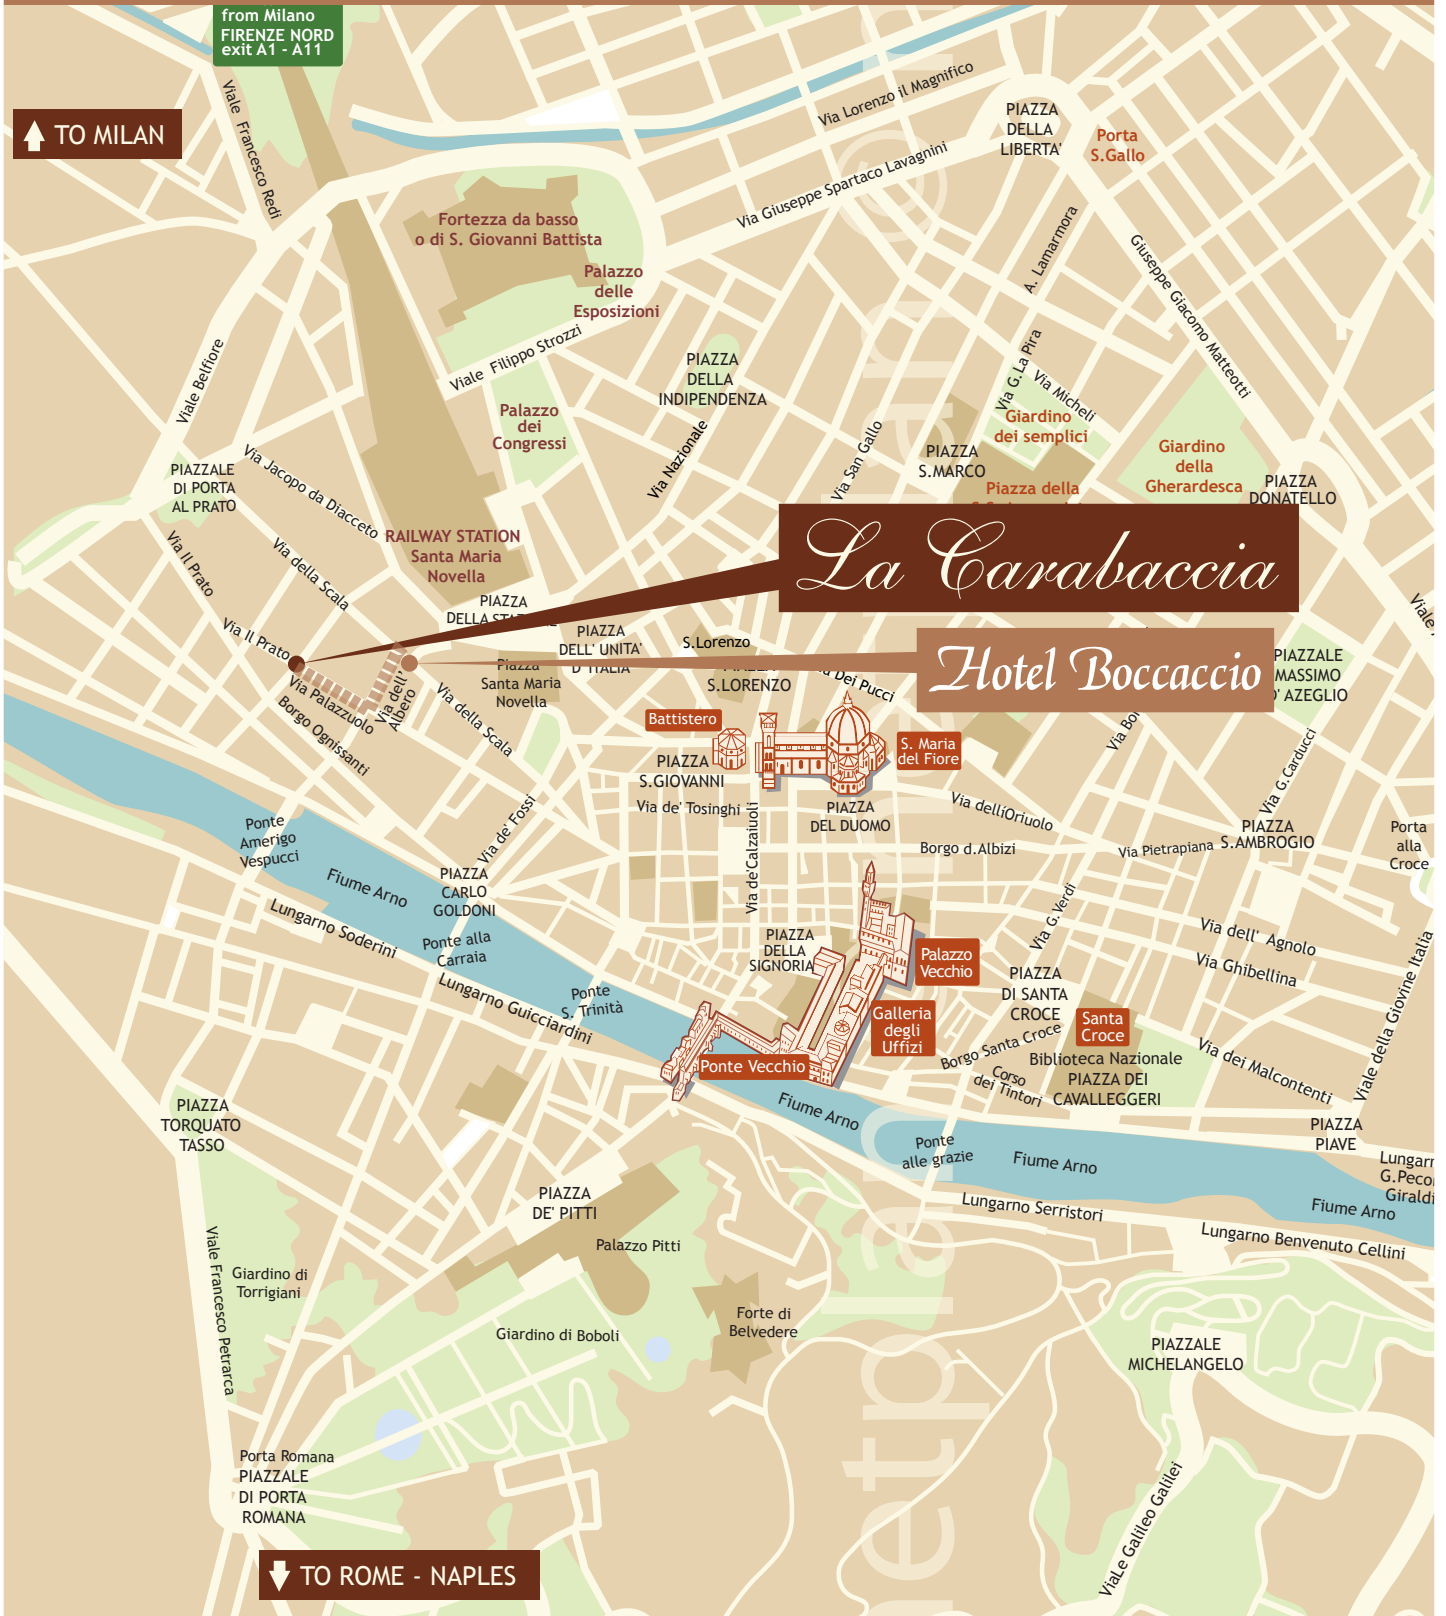 from Milano
FIRENZE NORD
exit A1 - A11
TO MILAN
Viale Francesco Redi
Via Lorenzo il Magnifico
PIAZZA
DELLA
LIBERTA'
Porta
S.Gallo
Via Giuseppe Spartaco Lavagnini
Fortezza da basso
o di S. Giovanni Battista
Palazzo
delle
Esposizioni
A. Lamarmora
Giuseppe Giacomo Matteotti
Viale Filippo Strozzi
Viale Belfiore
PIAZZA
DELLA
INDIPENDENZA
Via G. La Pira
Via Micheli
Palazzo
dei
Congressi
Giardino
dei semplici
Via Nazionale
Via San Gallo
PIAZZA
S.MARCO
Giardino
della
Gherardesca
PIAZZA
DONATELLO
Piazza della
PIAZZALE
DI PORTA
AL PRATO
Via Jacopo da Diacceto
RAILWAY STATION
Santa Maria
Novella
La Carabaccia
Via Il Prato
Via della Scala
PIAZZA
DELLA
Via Il Prato
PIAZZA
DELL' UNITA'
D'ITALIA
S.Lorenzo
Hotel Boccaccio
PIAZZALE
MASSIMO
D' AZEGLIO
Piazza
Santa Maria
Novella
S.LORENZO
Dei Pucci
Via Palazzuolo
Via dell'
Albero
Borgo Ognissanti
Via della Scala
Battistero
S. Maria
del Fiore
PIAZZA
S.GIOVANNI
Via G.Carducci
Via de' Tosinghi
Via de'Calzaiuoli
PIAZZA
DEL DUOMO
Via delliOriuolo
Borgo d.Albizi
Via Pietrapiana
PIAZZA
S.AMBROGIO
Porta
alla
Croce
Ponte
Amerigo
Vespucci
Via de' Fossi
Fiume Arno
PIAZZA
CARLO
GOLDONI
Lungarno Soderini
Ponte alla
Carraia
Via G. Verdi
Via dell' Agnolo
Via Ghibellina
PIAZZA
DELLA
SIGNORIA
Palazzo
Vecchio
PIAZZA
DI SANTA
CROCE
Lungarno Guicciardini
Ponte
S. Trinità
Galleria
degli
Uffizi
Santa
Croce
Borgo Santa Croce
Biblioteca Nazionale
PIAZZA DEI
CAVALLEGGERI
Corso
dei Tintori
Via dei Malcontenti
Viale della Giovine Italia
Ponte Vecchio
Fiume Arno
PIAZZA
TORQUATO
TASSO
PIAZZA
PIAVE
Ponte
alle grazie
Fiume Arno
G.Peco
Giraldi
Lungarno Serristori
Fiume Arno
PIAZZA
DE' PITTI
Palazzo Pitti
Lungarno Benvenuto Cellini
Viale Francesco Petrarca
Giardino di
Torrigiani
Giardino di Boboli
Forte di
Belvedere
PIAZZALE
MICHELANGELO
Porta Romana
PIAZZALE
DI PORTA
ROMANA
ViaLe Galileo Galilei
TO ROME - NAPLES